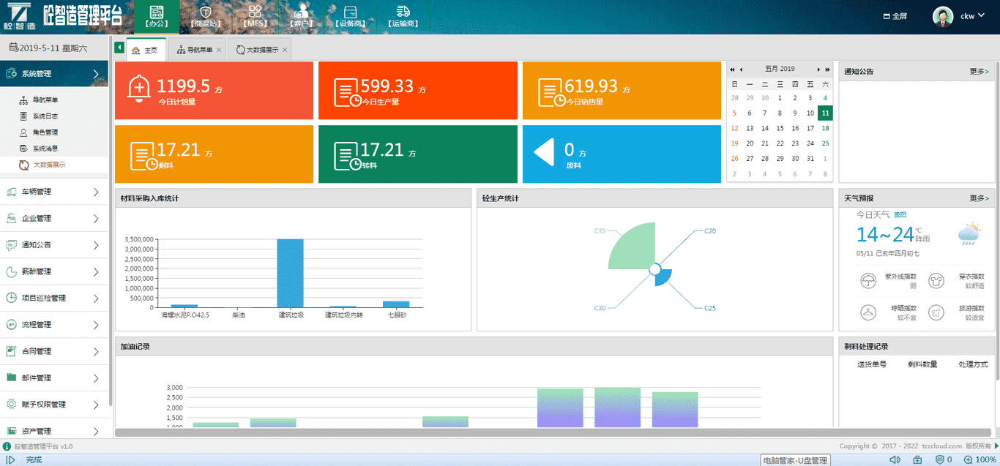 砼智造
砼智造管理平台
【办公】
【商混站】
【MES】
【客户】
【设备商】
【运输商】
全屏
ckw
2019-5-11 星期六
主页
导航菜单
大数据展示
系统管理
导航菜单
系统日志
角色管理
系统消息
大数据展示
车辆管理
企业管理
通知公告
薪酬管理
项目巡检管理
流程管理
合同管理
邮件管理
赋予权限管理
资产管理
1199.5 方
今日计划量
599.33 方
今日生产量
619.93 方
今日销售量
17.21 方
剩料
17.21 方
转料
0 方
废料
五月 2019
日 一 二 三 四 五 六
28 29 30 1 2 3 4
5 6 7 8 9 10 11
12 13 14 15 16 17 18
19 20 21 22 23 24 25
26 27 28 29 30 31 1
2 3 4 5 6 7 8
通知公告
更多>
材料采购入库统计
3,500,000
3,000,000
2,500,000
2,000,000
1,500,000
1,000,000
500,000
0
海螺水泥P.O42.5 柴油 建筑垃圾 建筑垃圾内转 七眼砂
砼生产统计
C35
C20
C30
C25
天气预报
更多>
今日天气 贵阳
14~24℃
阵雨
05/11 己亥年四月初七
紫外线指数
弱
穿衣指数
较舒适
晾晒指数
较不宜
旅游指数
较适宜
加油记录
3,000
2,500
2,000
1,500
1,000
剩料处理记录
送货单号 剩料数量 处理方式
砼智造管理平台 v1.0
Copyright © 2017 - 2022 tzzcloud.com 版权所有
完成
电脑管家-U盘管理
0
100%